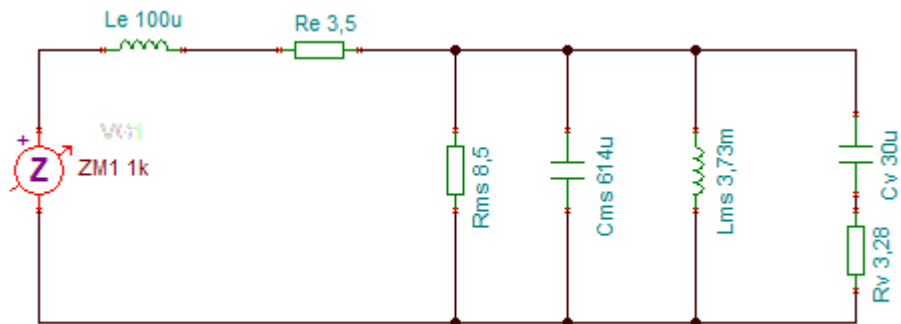 Le 100u
Re 3,5
+
Z
ZM1 1k
Rms 8,5
Cms 614u
Lms 3,73m
Cv 30u
Rv 3,28